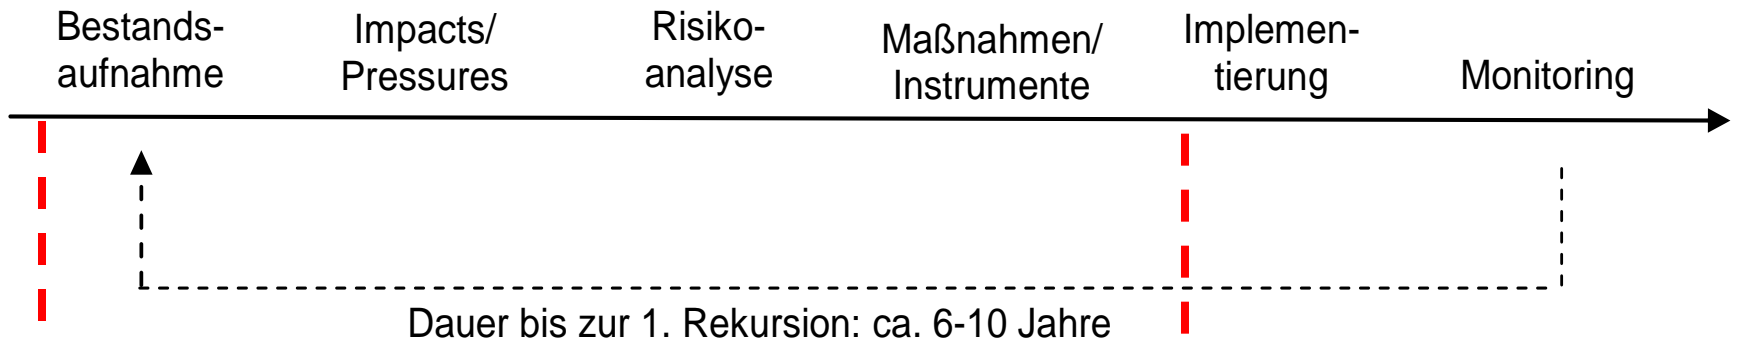 Bestands-
aufnahme
Impacts/
Pressures
Risiko-
analyse
Maßnahmen/
Instrumente
Implemen-
tierung
Monitoring
Dauer bis zur 1. Rekursion: ca. 6-10 Jahre